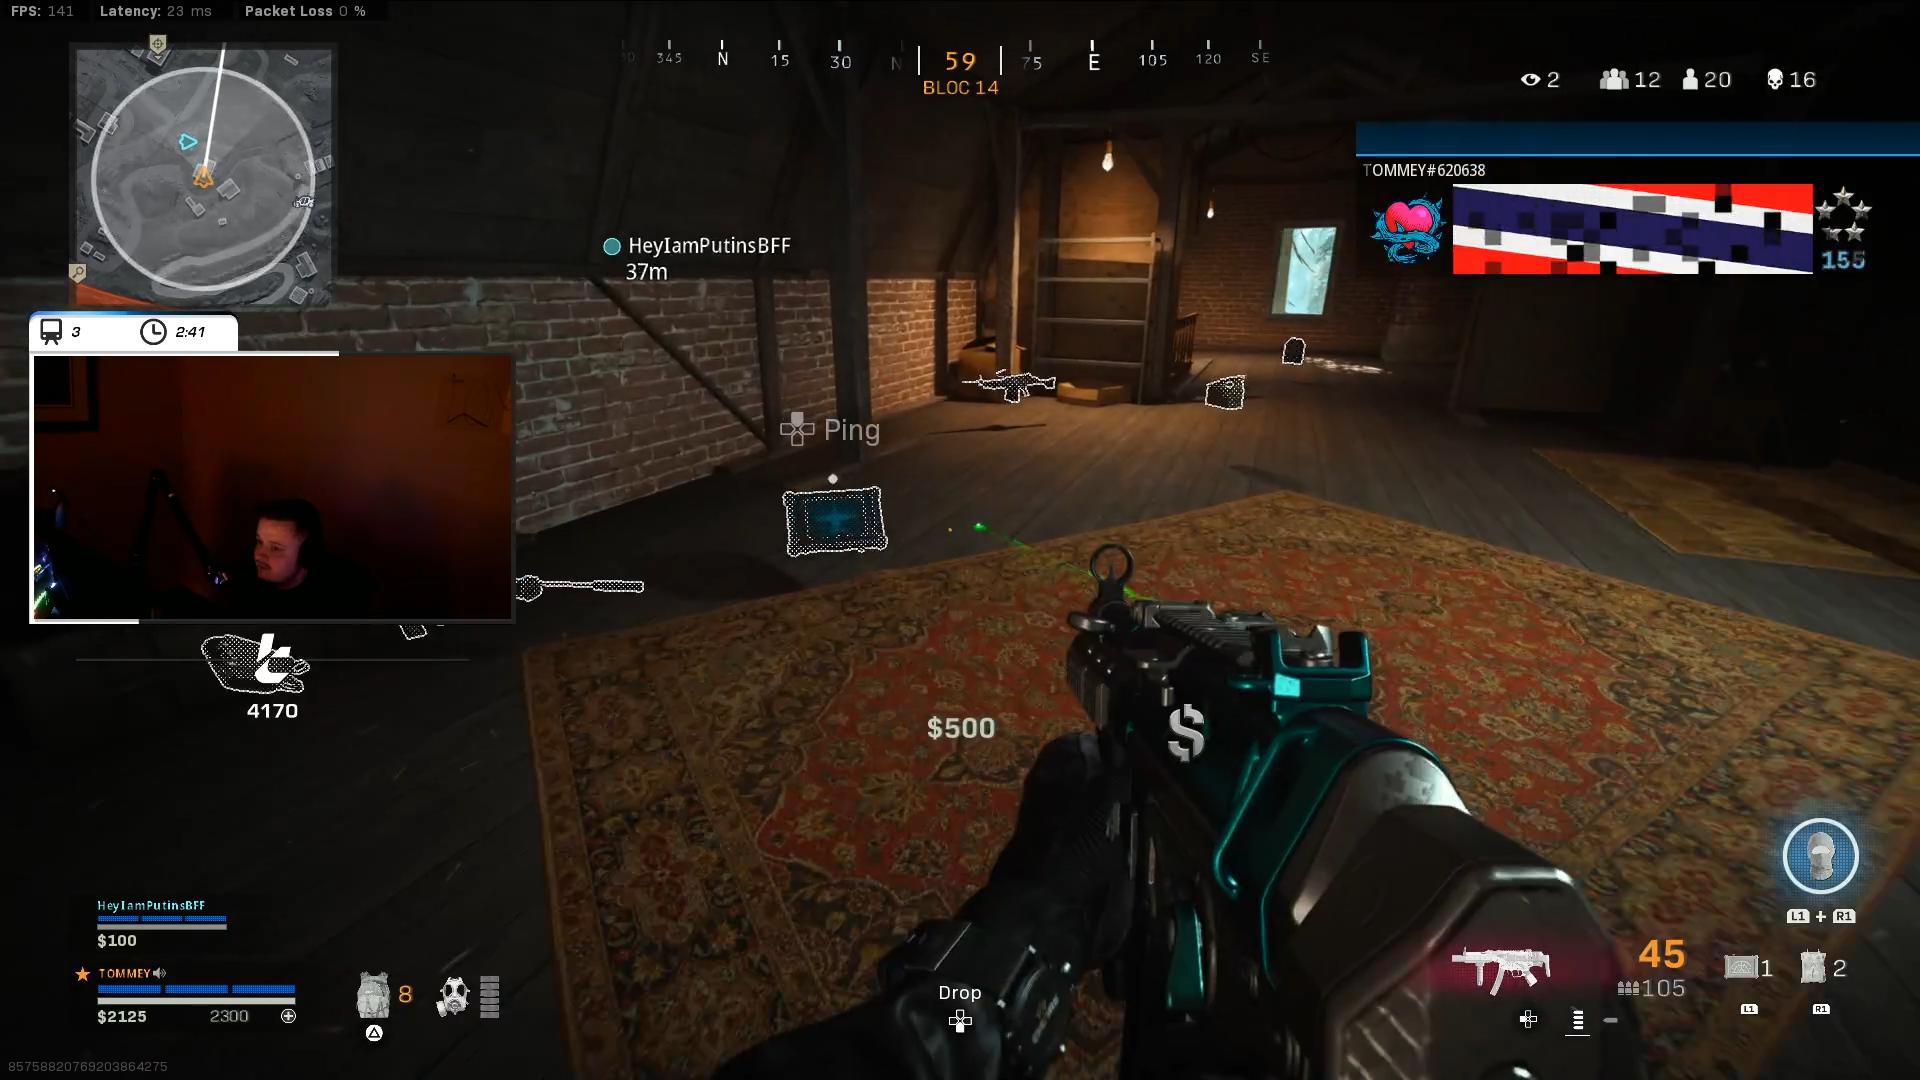 FPS: 141 Latency: 23 ms Packet Loss 0 %
345 N 15 30 N 59 75 E 105 120 SE
BLOC 14
2 12 20 16
TOMMEY#620638
155
HeyIamPutinsBFF
37m
3 2:41
Ping
4170
$500
$
HeyIamPutinsBFF
$100
TOMMEY
$2125 2300
8
Drop
L1 + R1
45
105
1 2
L1 R1
85758820769203864275